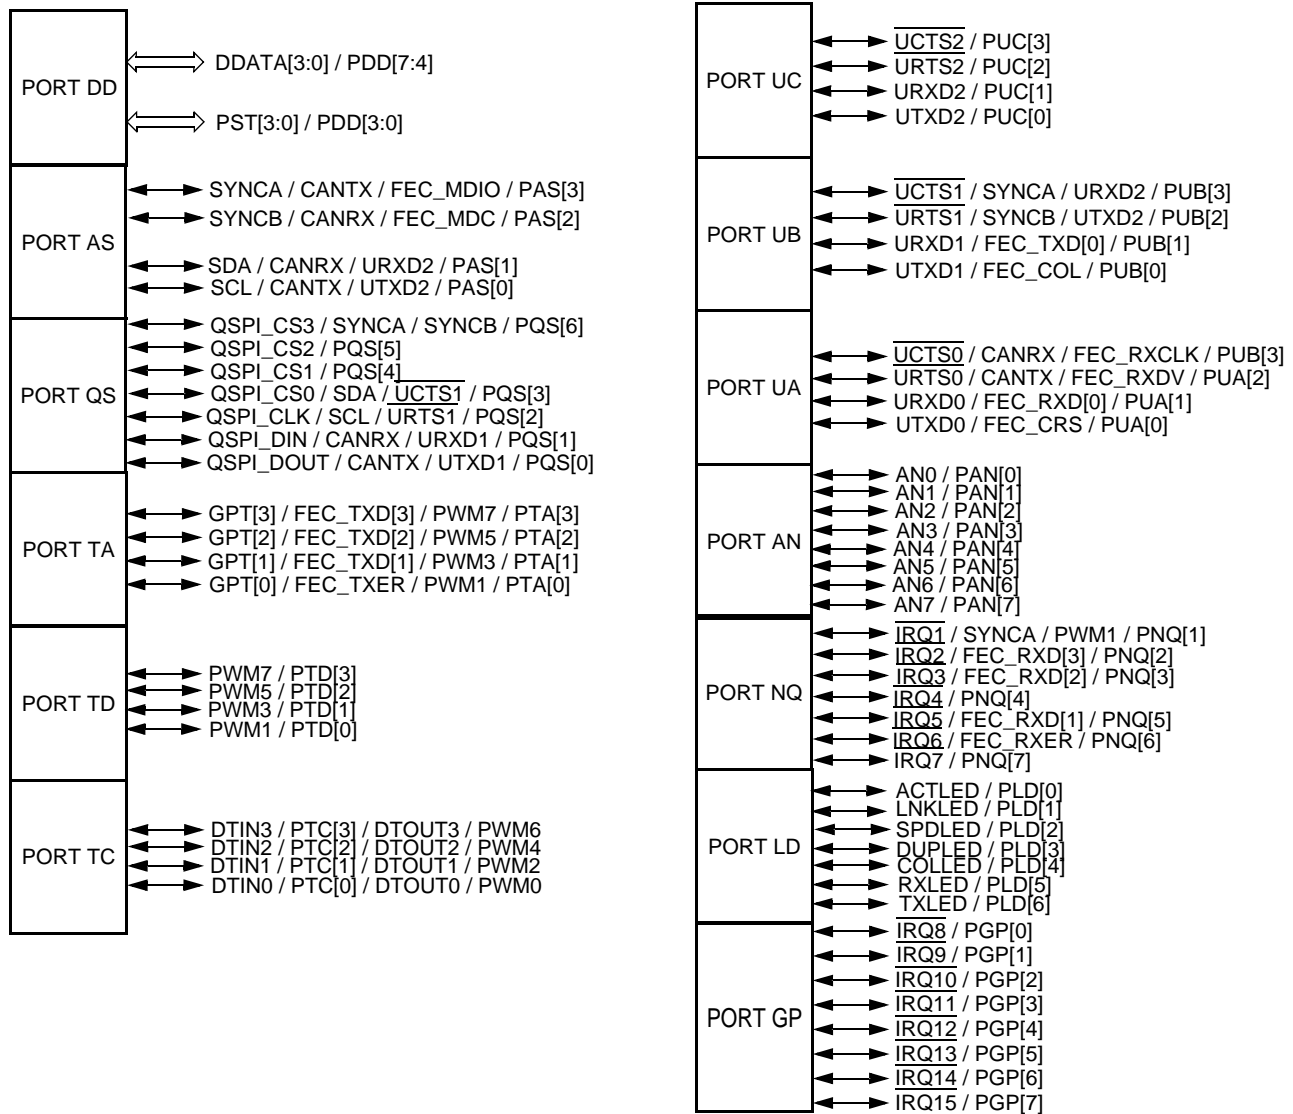 PORT DD
DDATA[3:0] / PDD[7:4]
PST[3:0] / PDD[3:0]
PORT AS
SYNCA / CANTX / FEC_MDIO / PAS[3]
SYNCB / CANRX / FEC_MDC / PAS[2]
SDA / CANRX / URXD2 / PAS[1]
SCL / CANTX / UTXD2 / PAS[0]
PORT QS
QSPI_CS3 / SYNCA / SYNCB / PQS[6]
QSPI_CS2 / PQS[5]
QSPI_CS1 / PQS[4]
QSPI_CS0 / SDA / UCTS1 / PQS[3]
QSPI_CLK / SCL / URTS1 / PQS[2]
QSPI_DIN / CANRX / URXD1 / PQS[1]
QSPI_DOUT / CANTX / UTXD1 / PQS[0]
PORT TA
GPT[3] / FEC_TXD[3] / PWM7 / PTA[3]
GPT[2] / FEC_TXD[2] / PWM5 / PTA[2]
GPT[1] / FEC_TXD[1] / PWM3 / PTA[1]
GPT[0] / FEC_TXER / PWM1 / PTA[0]
PORT TD
PWM7 / PTD[3]
PWM5 / PTD[2]
PWM3 / PTD[1]
PWM1 / PTD[0]
PORT TC
DTIN3 / PTC[3] / DTOUT3 / PWM6
DTIN2 / PTC[2] / DTOUT2 / PWM4
DTIN1 / PTC[1] / DTOUT1 / PWM2
DTIN0 / PTC[0] / DTOUT0 / PWM0
PORT UC
UCTS2 / PUC[3]
URTS2 / PUC[2]
URXD2 / PUC[1]
UTXD2 / PUC[0]
PORT UB
UCTS1 / SYNCA / URXD2 / PUB[3]
URTS1 / SYNCB / UTXD2 / PUB[2]
URXD1 / FEC_TXD[0] / PUB[1]
UTXD1 / FEC_COL / PUB[0]
PORT UA
UCTS0 / CANRX / FEC_RXCLK / PUB[3]
URTS0 / CANTX / FEC_RXDV / PUA[2]
URXD0 / FEC_RXD[0] / PUA[1]
UTXD0 / FEC_CRS / PUA[0]
PORT AN
AN0 / PAN[0]
AN1 / PAN[1]
AN2 / PAN[2]
AN3 / PAN[3]
AN4 / PAN[4]
AN5 / PAN[5]
AN6 / PAN[6]
AN7 / PAN[7]
PORT NQ
IRQ1 / SYNCA / PWM1 / PNQ[1]
IRQ2 / FEC_RXD[3] / PNQ[2]
IRQ3 / FEC_RXD[2] / PNQ[3]
IRQ4 / PNQ[4]
IRQ5 / FEC_RXD[1] / PNQ[5]
IRQ6 / FEC_RXER / PNQ[6]
IRQ7 / PNQ[7]
PORT LD
ACTLED / PLD[0]
LNKLED / PLD[1]
SPDLED / PLD[2]
DUPLED / PLD[3]
COLLED / PLD[4]
RXLED / PLD[5]
TXLED / PLD[6]
PORT GP
IRQ8 / PGP[0]
IRQ9 / PGP[1]
IRQ10 / PGP[2]
IRQ11 / PGP[3]
IRQ12 / PGP[4]
IRQ13 / PGP[5]
IRQ14 / PGP[6]
IRQ15 / PGP[7]